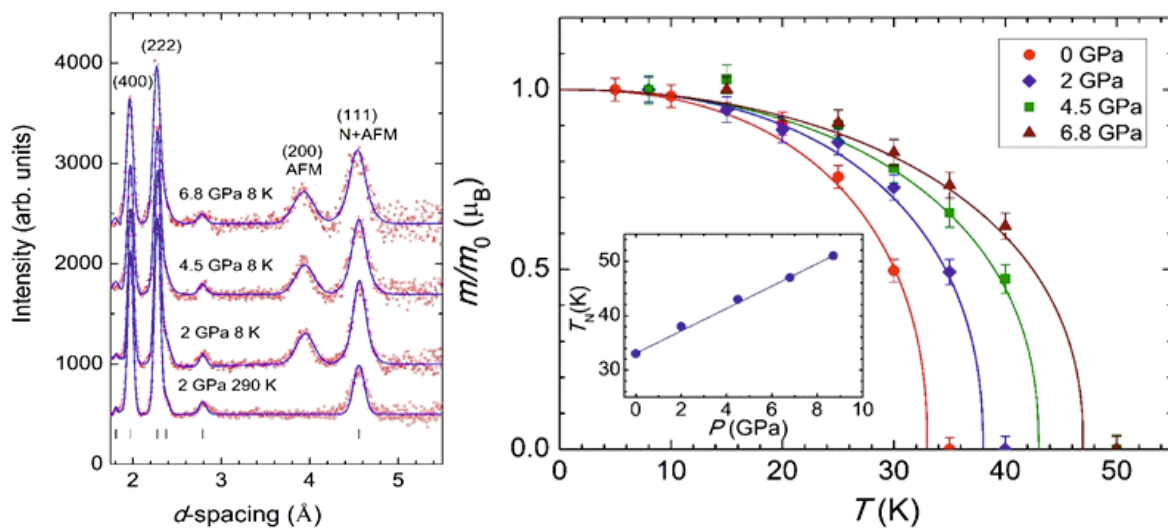 4000
3000
2000
1000
0
Intensity (arb. units)
(400)
(222)
(200)
AFM
(111)
N+AFM
6.8 GPa 8 K
4.5 GPa 8 K
2 GPa 8 K
2 GPa 290 K
2
3
4
5
d-spacing (Å)
m/m₀ (μ_B)
1.0
0.5
0.0
0 GPa
2 GPa
4.5 GPa
6.8 GPa
T_N(K)
50
40
30
0 2 4 6 8 10
P (GPa)
0 10 20 30 40 50
T (K)